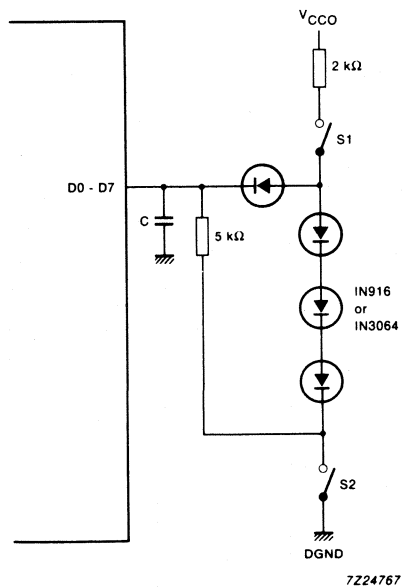 VCCO
2 kΩ
S1
D0 - D7
C
5 kΩ
IN916
or
IN3064
S2
DGND
7Z24767